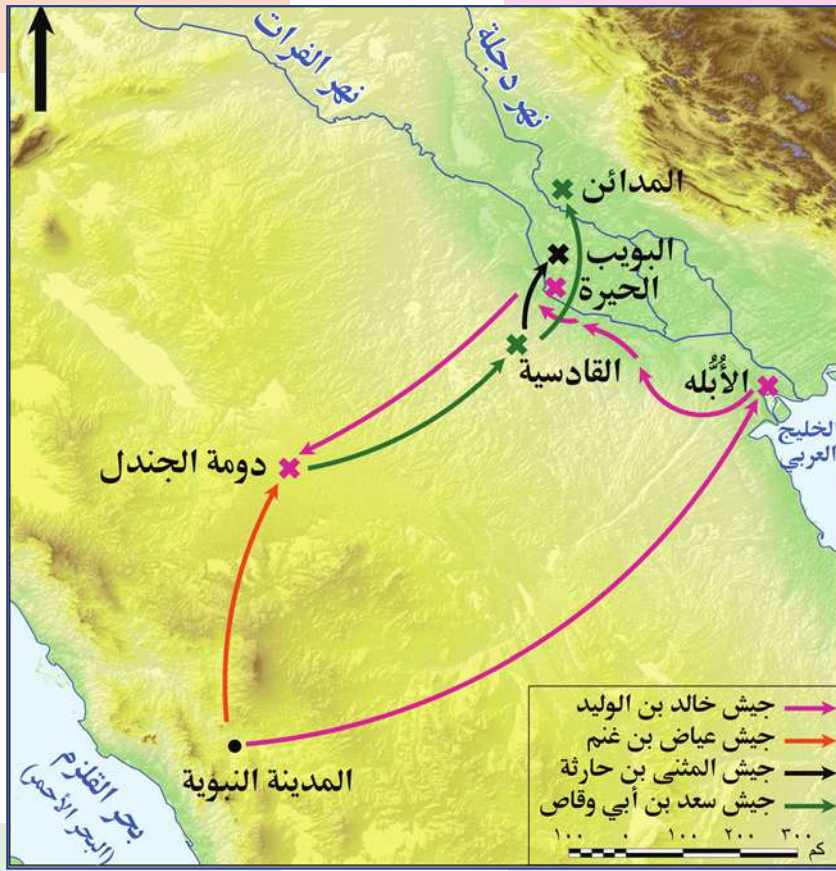 نهر الفرات
نهر دجلة
المدائن
البويب
الحيرة
القادسية
الأُبُّله
الخليج
العربي
دومة الجندل
المدينة النبوية
بحر القلزم
(البحر الأحمر)
جيش خالد بن الوليد
جيش عياض بن غنم
جيش المثنى بن حارثة
جيش سعد بن أبي وقاص
١٠٠ ٠ ١٠٠ ٢٠٠ ٣٠٠
كم